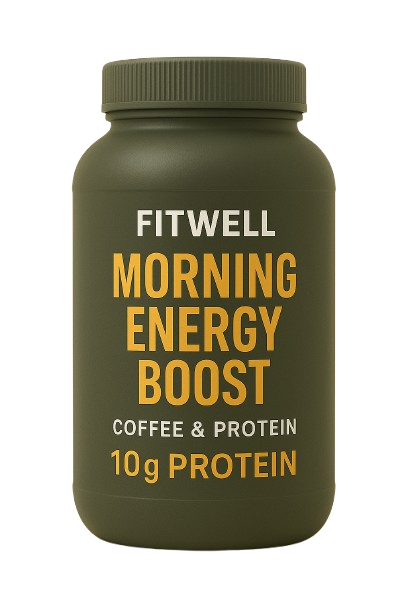 FITWELL
MORNING
ENERGY
BOOST
COFFEE & PROTEIN
10g PROTEIN